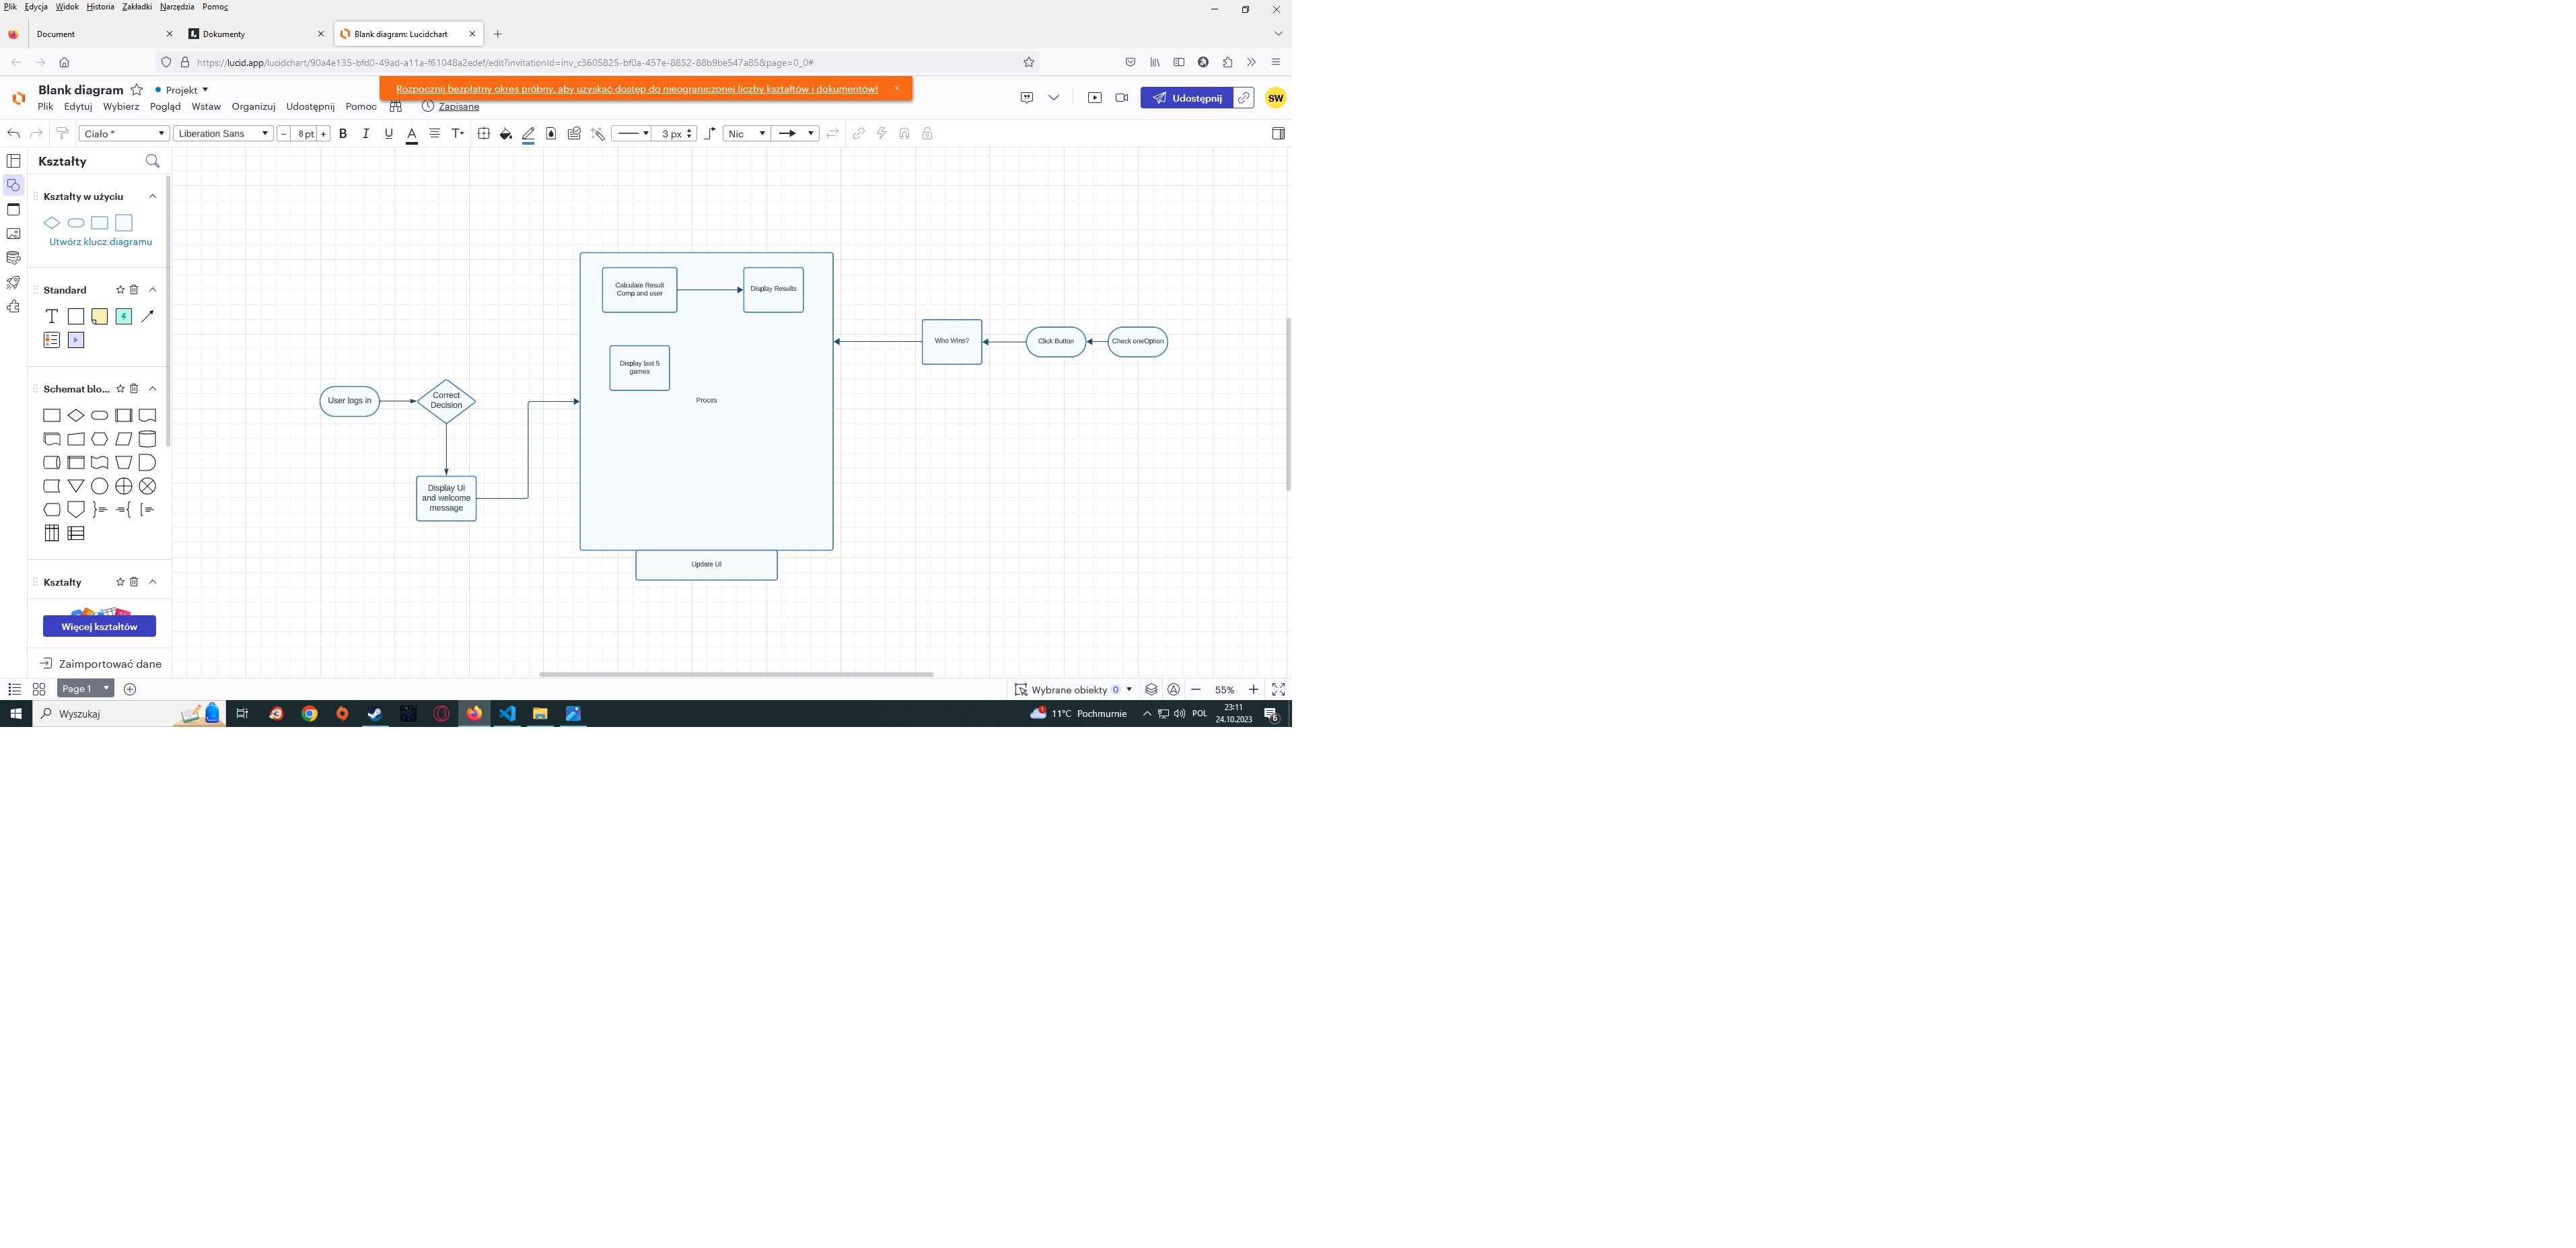 Plik Edycja Widok Historia Zakładki Narzędzia Pomoc
Document Dokumenty Blank diagram: Lucidchart
https://lucid.app/lucidchart/90a4e135-bfd0-49ad-a11a-f61048a2edef/edit?invitationId=inv_c3605825-bf0a-457e-8852-88b9be547a85&page=0_0#
Blank diagram Projekt
Rozpocznij bezpłatny okres próbny, aby uzyskać dostęp do nieograniczonej liczby kształtów i dokumentów!
Plik Edytuj Wybierz Pogląd Wstaw Organizuj Udostępnij Pomoc Zapisane
Udostępnij SW
Ciało * Liberation Sans 8 pt B I U A T 3 px Nic
Kształty
Kształty w użyciu
Utwórz klucz diagramu
Standard
T
Schemat blo...
Kształty
Więcej kształtów
Zaimportować dane
Calculate Result
Comp and user
Display Results
Display last 5
games
Proces
Update UI
User logs in
Correct
Decision
Display Ui
and welcome
message
Who Wins?
Click Button
Check oneOption
Page 1
Wybrane obiekty 0 55%
Wyszukaj
11°C Pochmurnie POL
23:11
24.10.2023
6